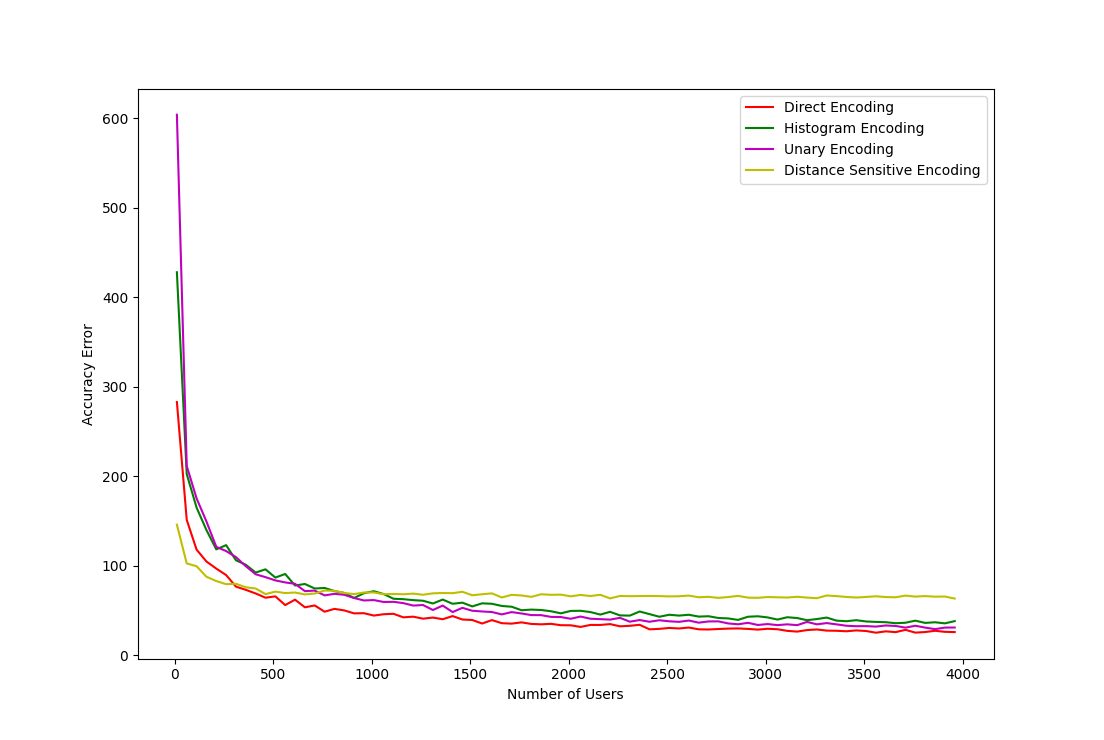 Direct Encoding
Histogram Encoding
Unary Encoding
Distance Sensitive Encoding
Accuracy Error
600
500
400
300
200
100
0
0 500 1000 1500 2000 2500 3000 3500 4000
Number of Users